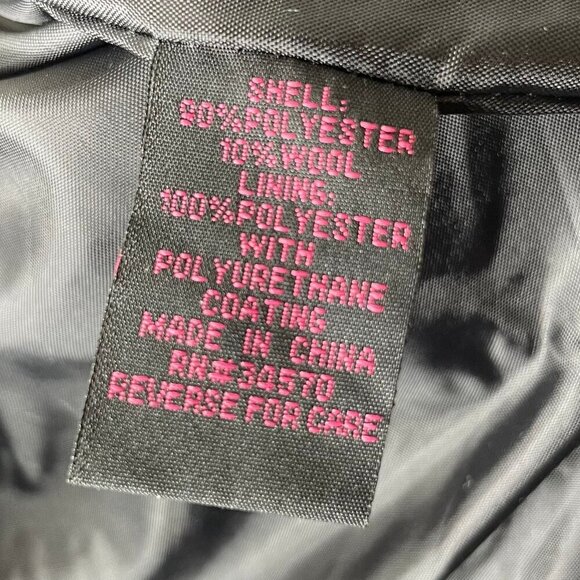 SHELL:
90%POLYESTER
10%WOOL
LINING:
100%POLYESTER
WITH
POLYURETHANE
COATING
MADE IN CHINA
RN#34570
REVERSE FOR CARE